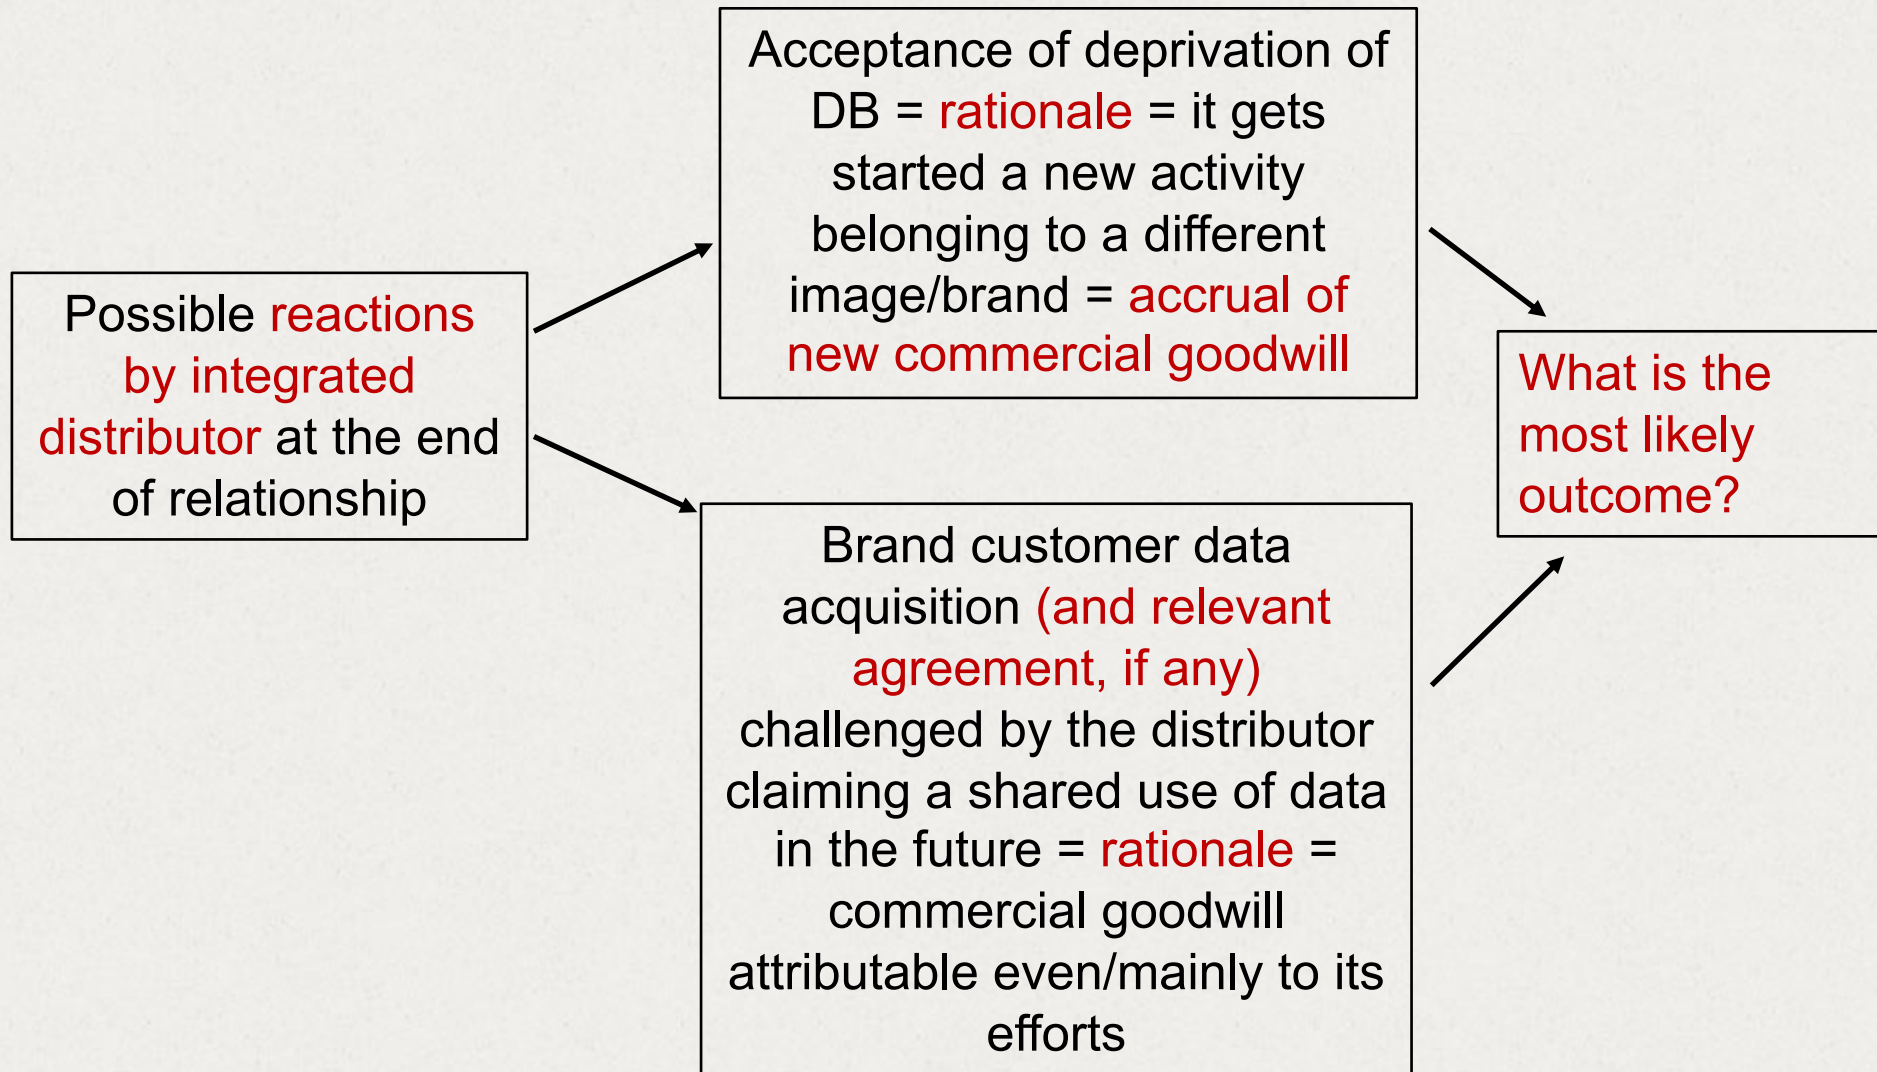 Possible reactions
by integrated
distributor at the end
of relationship
Acceptance of deprivation of
DB = rationale = it gets
started a new activity
belonging to a different
image/brand = accrual of
new commercial goodwill
Brand customer data
acquisition (and relevant
agreement, if any)
challenged by the distributor
claiming a shared use of data
in the future = rationale =
commercial goodwill
attributable even/mainly to its
efforts
What is the
most likely
outcome?